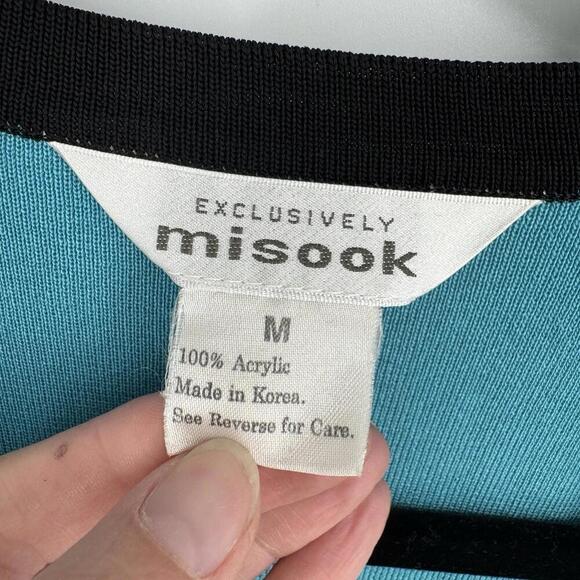 EXCLUSIVELY
misook
M
100% Acrylic
Made in Korea.
See Reverse for Care.